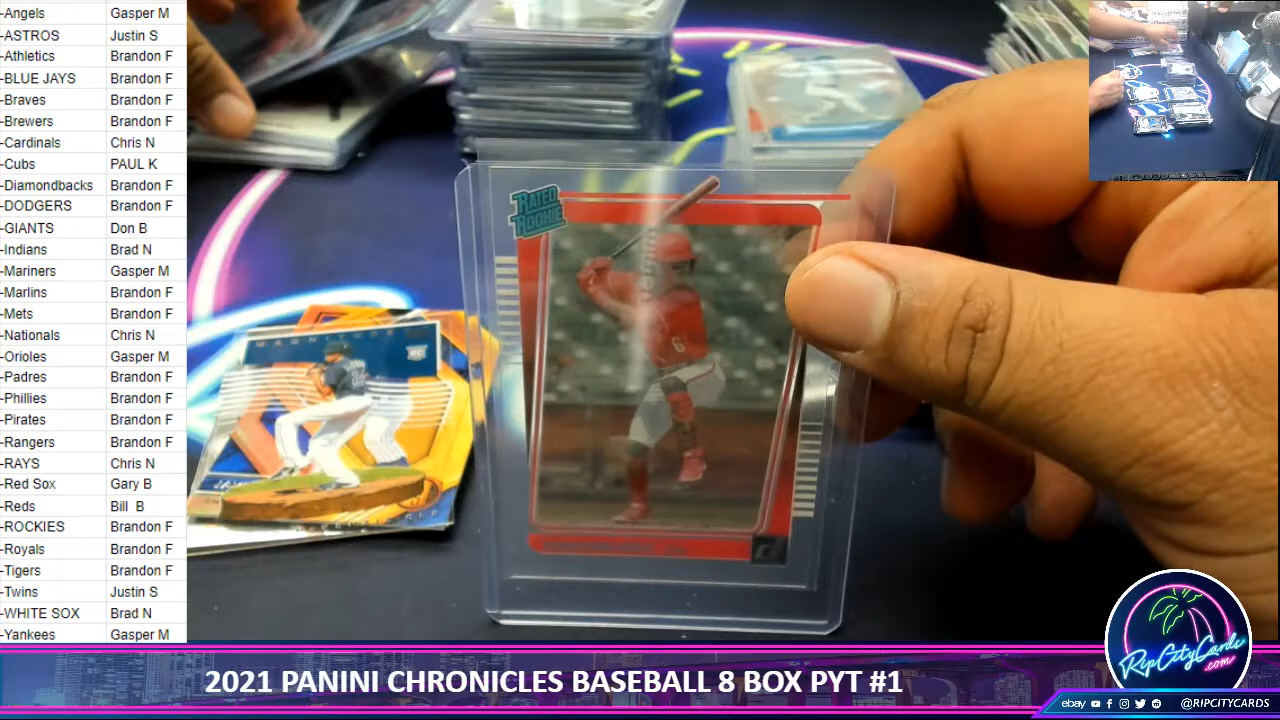 -Angels Gasper M
-ASTROS Justin S
-Athletics Brandon F
-BLUE JAYS Brandon F
-Braves Brandon F
-Brewers Brandon F
-Cardinals Chris N
-Cubs PAUL K
-Diamondbacks Brandon F
-DODGERS Brandon F
-GIANTS Don B
-Indians Brad N
-Mariners Gasper M
-Marlins Brandon F
-Mets Brandon F
-Nationals Chris N
-Orioles Gasper M
-Padres Brandon F
-Phillies Brandon F
-Pirates Brandon F
-Rangers Brandon F
-RAYS Chris N
-Red Sox Gary B
-Reds Bill B
-ROCKIES Brandon F
-Royals Brandon F
-Tigers Brandon F
-Twins Justin S
-WHITE SOX Brad N
-Yankees Gasper M
RATED
ROOKIE
6
RC
RipCityCards
.com
2021 PANINI CHRONICLES BASEBALL 8 BOX PYT #1
ebay
@RIPCITYCARDS